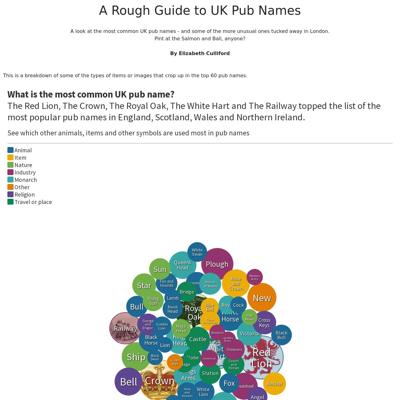 A Rough Guide to UK Pub Names
A look at the most common UK pub names - and some of the more unusual ones tucked away in London.
Pint at the Salmon and Ball, anyone?
By Elizabeth Culliford
This is a breakdown of some of the types of items or images that crop up in the top 60 pub names.
What is the most common UK pub name?
The Red Lion, The Crown, The Royal Oak, The White Hart and The Railway topped the list of the
most popular pub names in England, Scotland, Wales and Northern Ireland.
See which other animals, items and other symbols are used most in pub names
Animal
Item
Nature
Industry
Monarch
Other
Religion
Travel or place
White
Swan
Queens
Head
Plough
Sun
Star
Bridge
New
Lamb
Bull
Royal
Oak
Cock
Horse
Cross
Keys
Railway
Black
Horse
Lion
Castle
Victoria
Black
Bull
Ship
Red
Lion
Station
Bell
Crown
Arms
Fox
Anchor
White
Lion
Angel